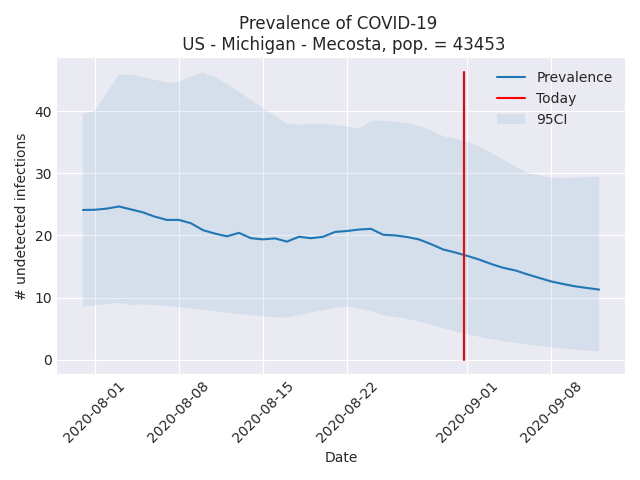 Prevalence of COVID-19
US - Michigan - Mecosta, pop. = 43453
Prevalence
Today
95CI
# undetected infections
40
30
20
10
0
2020-08-01
2020-08-08
2020-08-15
2020-08-22
2020-09-01
2020-09-08
Date